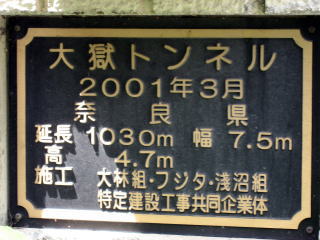 大獄トンネル
2001年3月
奈良県
延長 1030m 幅 7.5m
高 4.7m
施工 大林組・フジタ・浅沼組
特定建設工事共同企業体